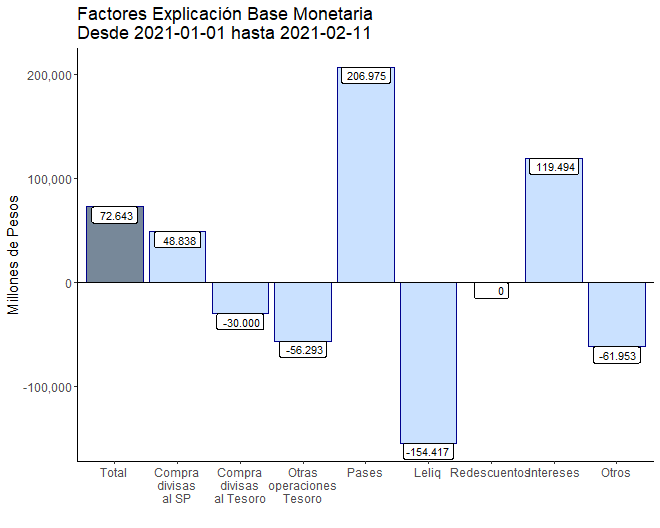 Factores Explicación Base Monetaria
Desde 2021-01-01 hasta 2021-02-11
Millones de Pesos
200,000
100,000
0
-100,000
72.643
48.838
-30.000
-56.293
206.975
-154.417
0
119.494
-61.953
Total
Compra
divisas
al SP
Compra
divisas
al Tesoro
Otras
operaciones
Tesoro
Pases
Leliq
Redescuentos
Intereses
Otros